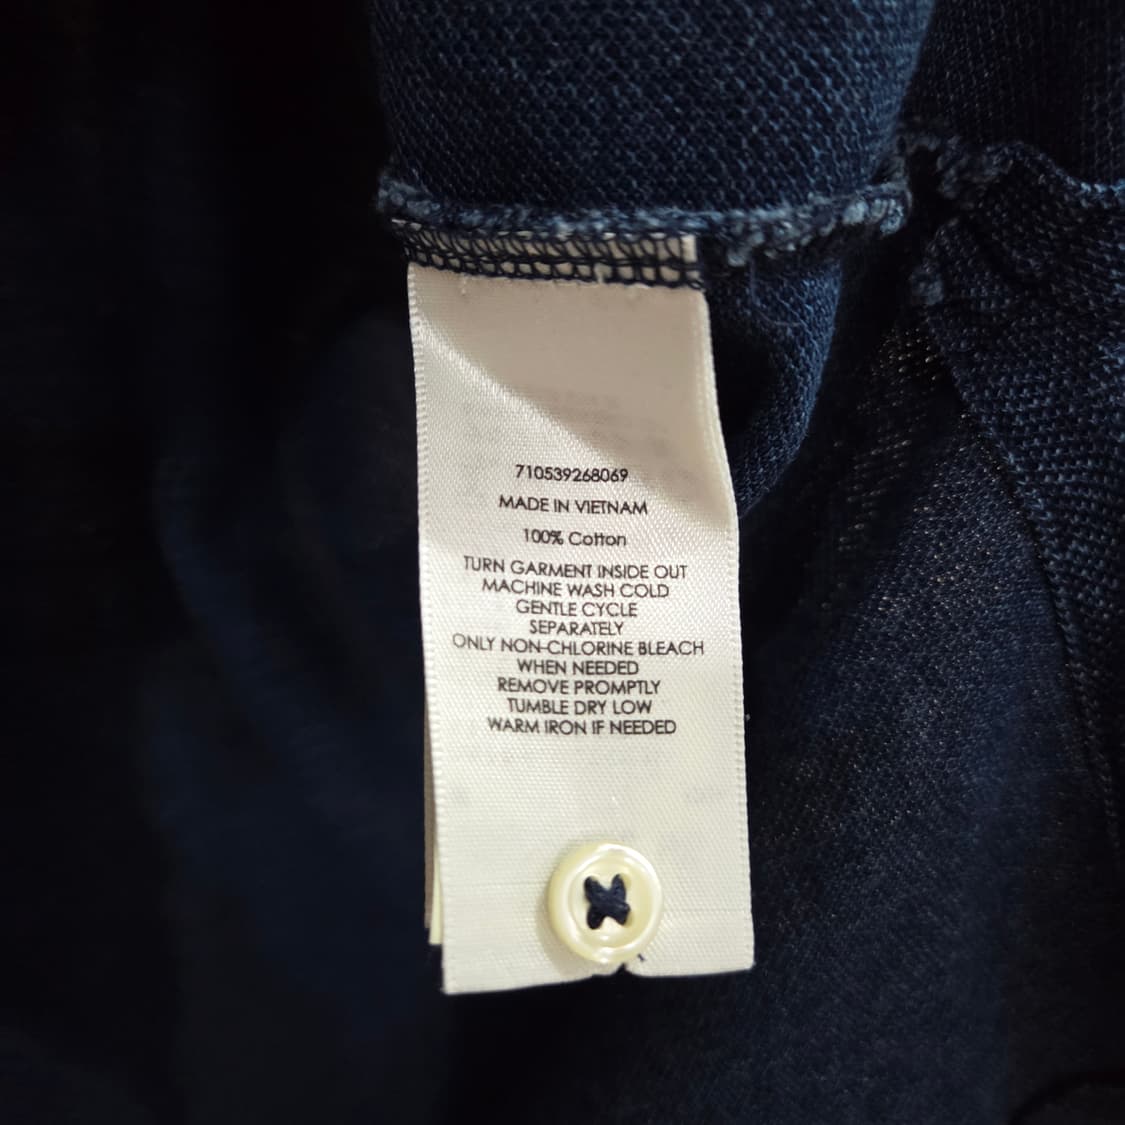 710539268069
MADE IN VIETNAM
100% Cotton
TURN GARMENT INSIDE OUT
MACHINE WASH COLD
GENTLE CYCLE
SEPARATELY
ONLY NON-CHLORINE BLEACH
WHEN NEEDED
REMOVE PROMPTLY
TUMBLE DRY LOW
WARM IRON IF NEEDED